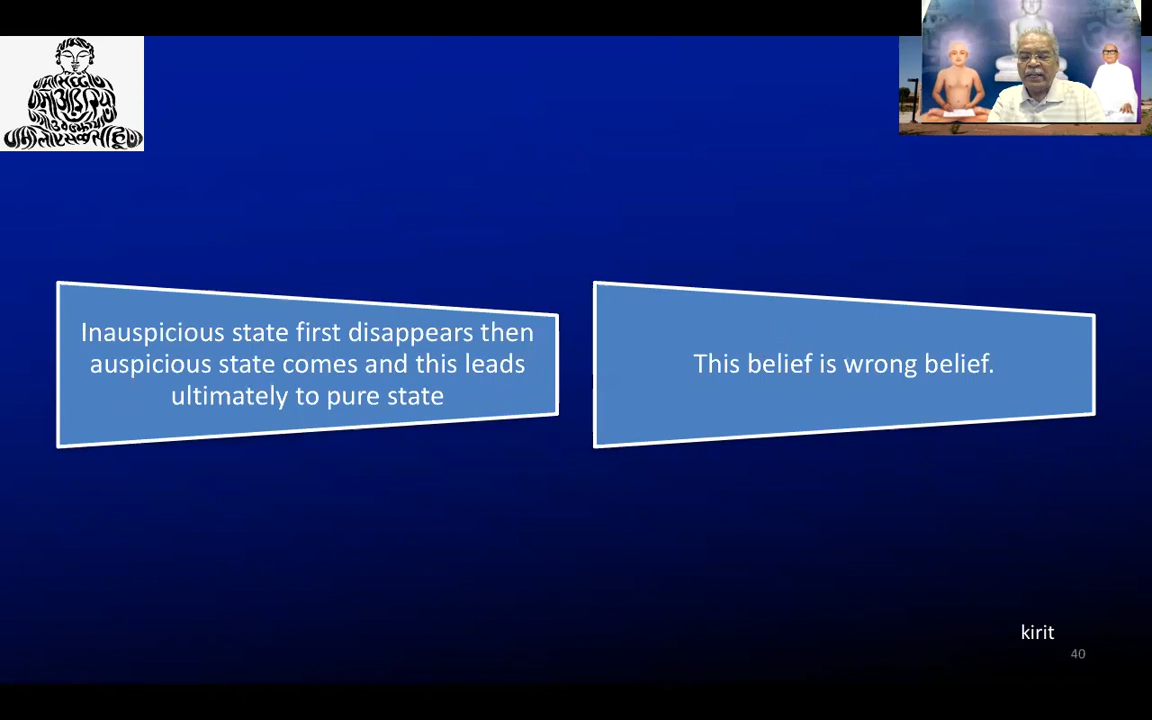 Inauspicious state first disappears then
auspicious state comes and this leads
ultimately to pure state
This belief is wrong belief.
kirit
40